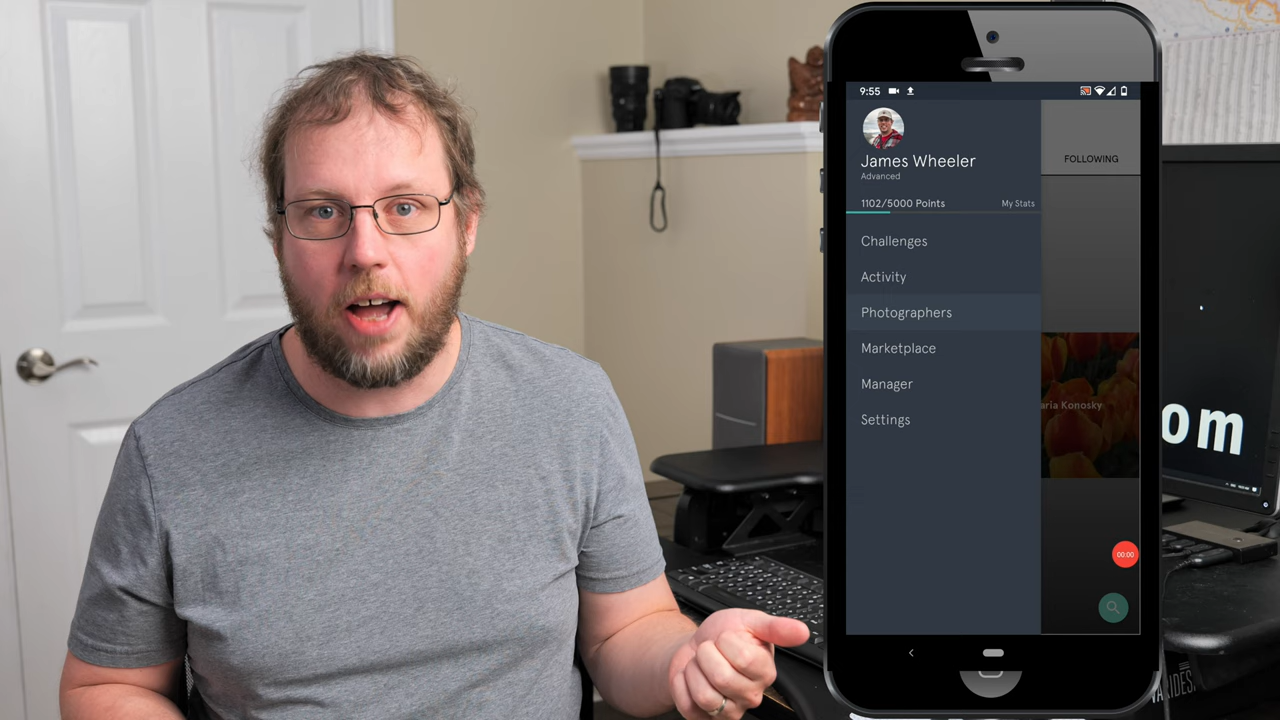 9:55
James Wheeler
Advanced
1102/5000 Points
My Stats
Challenges
Activity
Photographers
Marketplace
Manager
Settings
FOLLOWING
aria Konosky
00:00
om